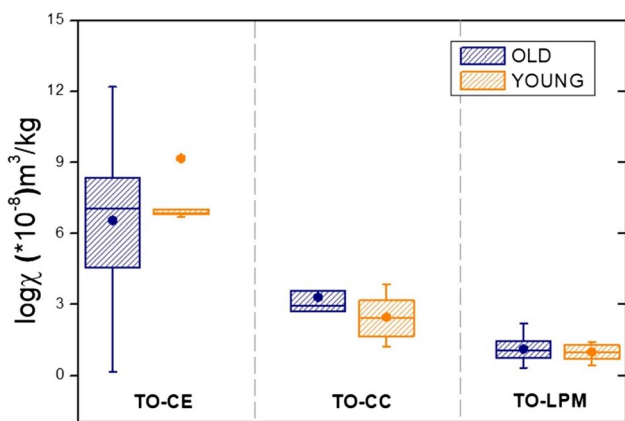 logχ (*10⁻⁸)m³/kg
15
12
9
6
3
0
OLD
YOUNG
TO-CE
TO-CC
TO-LPM